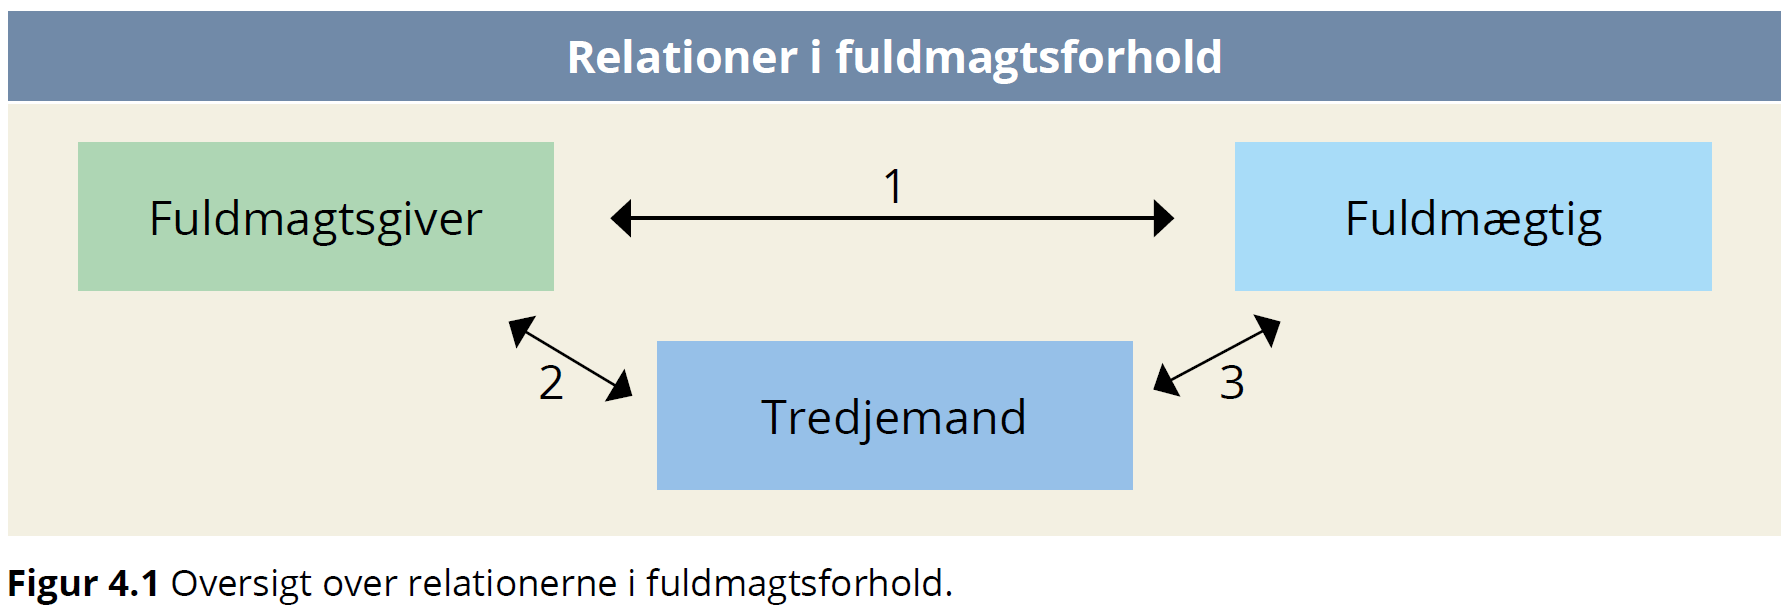 Relationer i fuldmagtsforhold
1
Fuldmagtsgiver
Fuldmægtig
2
3
Tredjemand
Figur 4.1 Oversigt over relationerne i fuldmagtsforhold.